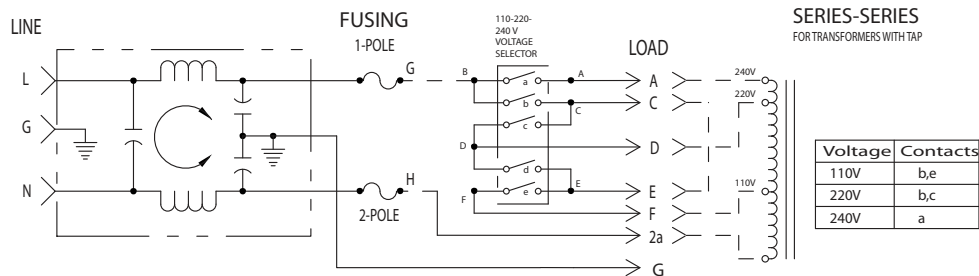 LINE
FUSING
1-POLE
110-220-
240 V
VOLTAGE
SELECTOR
LOAD
SERIES-SERIES
FOR TRANSFORMERS WITH TAP
L
G
B
a
A
A
240V
b
C
C
220V
G
c
D
D
Voltage Contacts
110V b,e
220V b,c
240V a
d
N
H
e
E
E
110V
F
F
2-POLE
2a
G